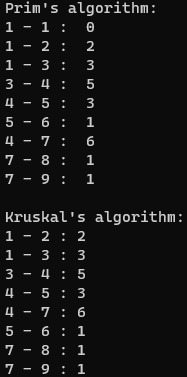 Prim's algorithm:
1 - 1 :  0
1 - 2 :  2
1 - 3 :  3
3 - 4 :  5
4 - 5 :  3
5 - 6 :  1
4 - 7 :  6
7 - 8 :  1
7 - 9 :  1

Kruskal's algorithm:
1 - 2 : 2
1 - 3 : 3
3 - 4 : 5
4 - 5 : 3
4 - 7 : 6
5 - 6 : 1
7 - 8 : 1
7 - 9 : 1